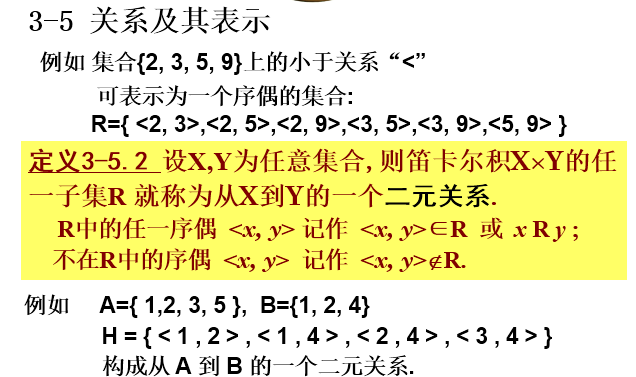 3-5 关系及其表示
例如 集合{2, 3, 5, 9}上的小于关系“<”
可表示为一个序偶的集合:
R={ <2, 3>,<2, 5>,<2, 9>,<3, 5>,<3, 9>,<5, 9> }
定义3-5.2 设X,Y为任意集合,则笛卡尔积X×Y的任
一子集R 就称为从X到Y的一个二元关系.
R中的任一序偶 <x, y> 记作 <x, y>∈R 或 x R y ;
不在R中的序偶 <x, y> 记作 <x, y>∉R.
例如 A={ 1,2, 3, 5 }, B={1, 2, 4}
H = { < 1 , 2 > , < 1 , 4 > , < 2 , 4 > , < 3 , 4 > }
构成从 A 到 B 的一个二元关系.